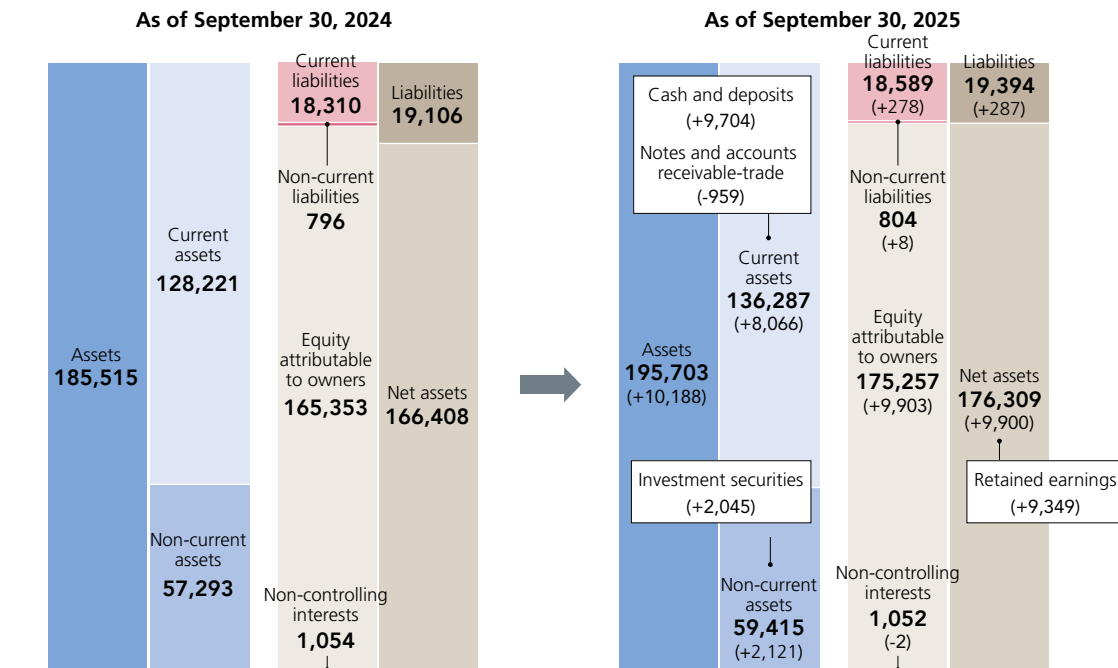 As of September 30, 2024
Assets
185,515
Current
assets
128,221
Non-current
assets
57,293
Current
liabilities
18,310
Non-current
liabilities
796
Equity
attributable
to owners
165,353
Non-controlling
interests
1,054
Liabilities
19,106
Net assets
166,408
As of September 30, 2025
Assets
195,703
(+10,188)
Cash and deposits
(+9,704)
Notes and accounts
receivable-trade
(-959)
Current
assets
136,287
(+8,066)
Investment securities
(+2,045)
Non-current
assets
59,415
(+2,121)
Current
liabilities
18,589
(+278)
Non-current
liabilities
804
(+8)
Equity
attributable
to owners
175,257
(+9,903)
Non-controlling
interests
1,052
(-2)
Liabilities
19,394
(+287)
Net assets
176,309
(+9,900)
Retained earnings
(+9,349)